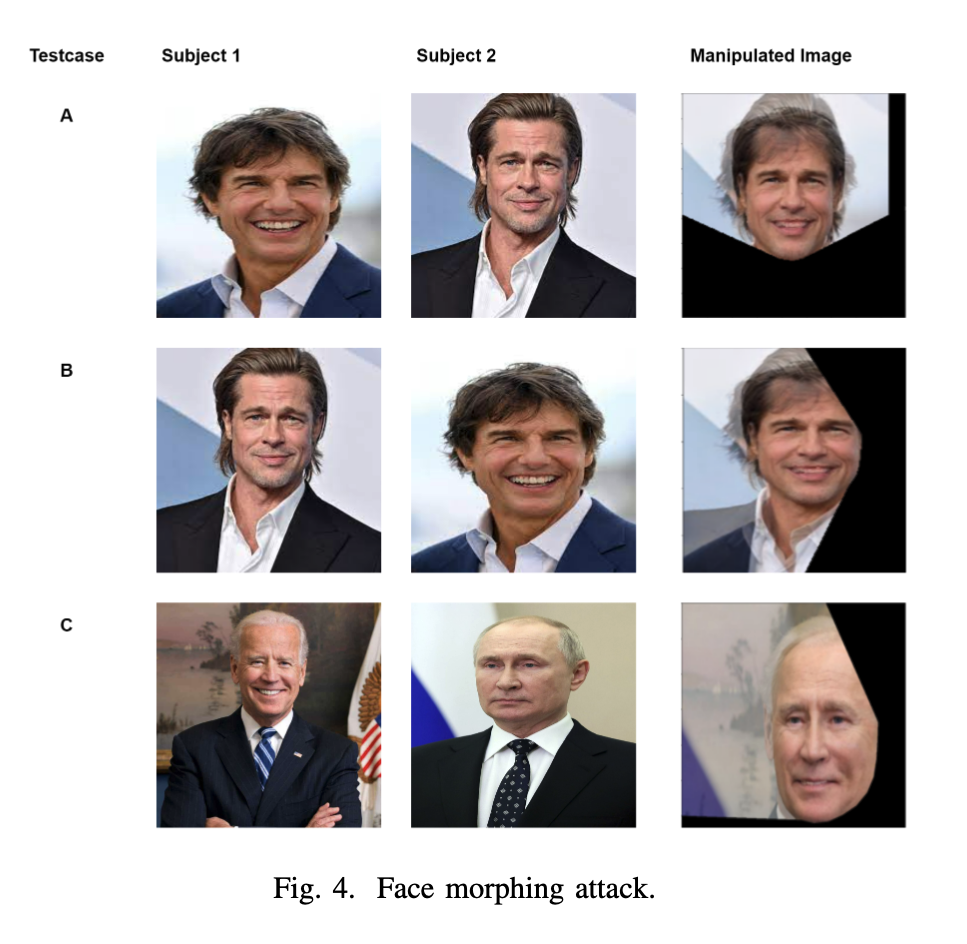 Testcase Subject 1 Subject 2 Manipulated Image
A
B
C
Fig. 4. Face morphing attack.